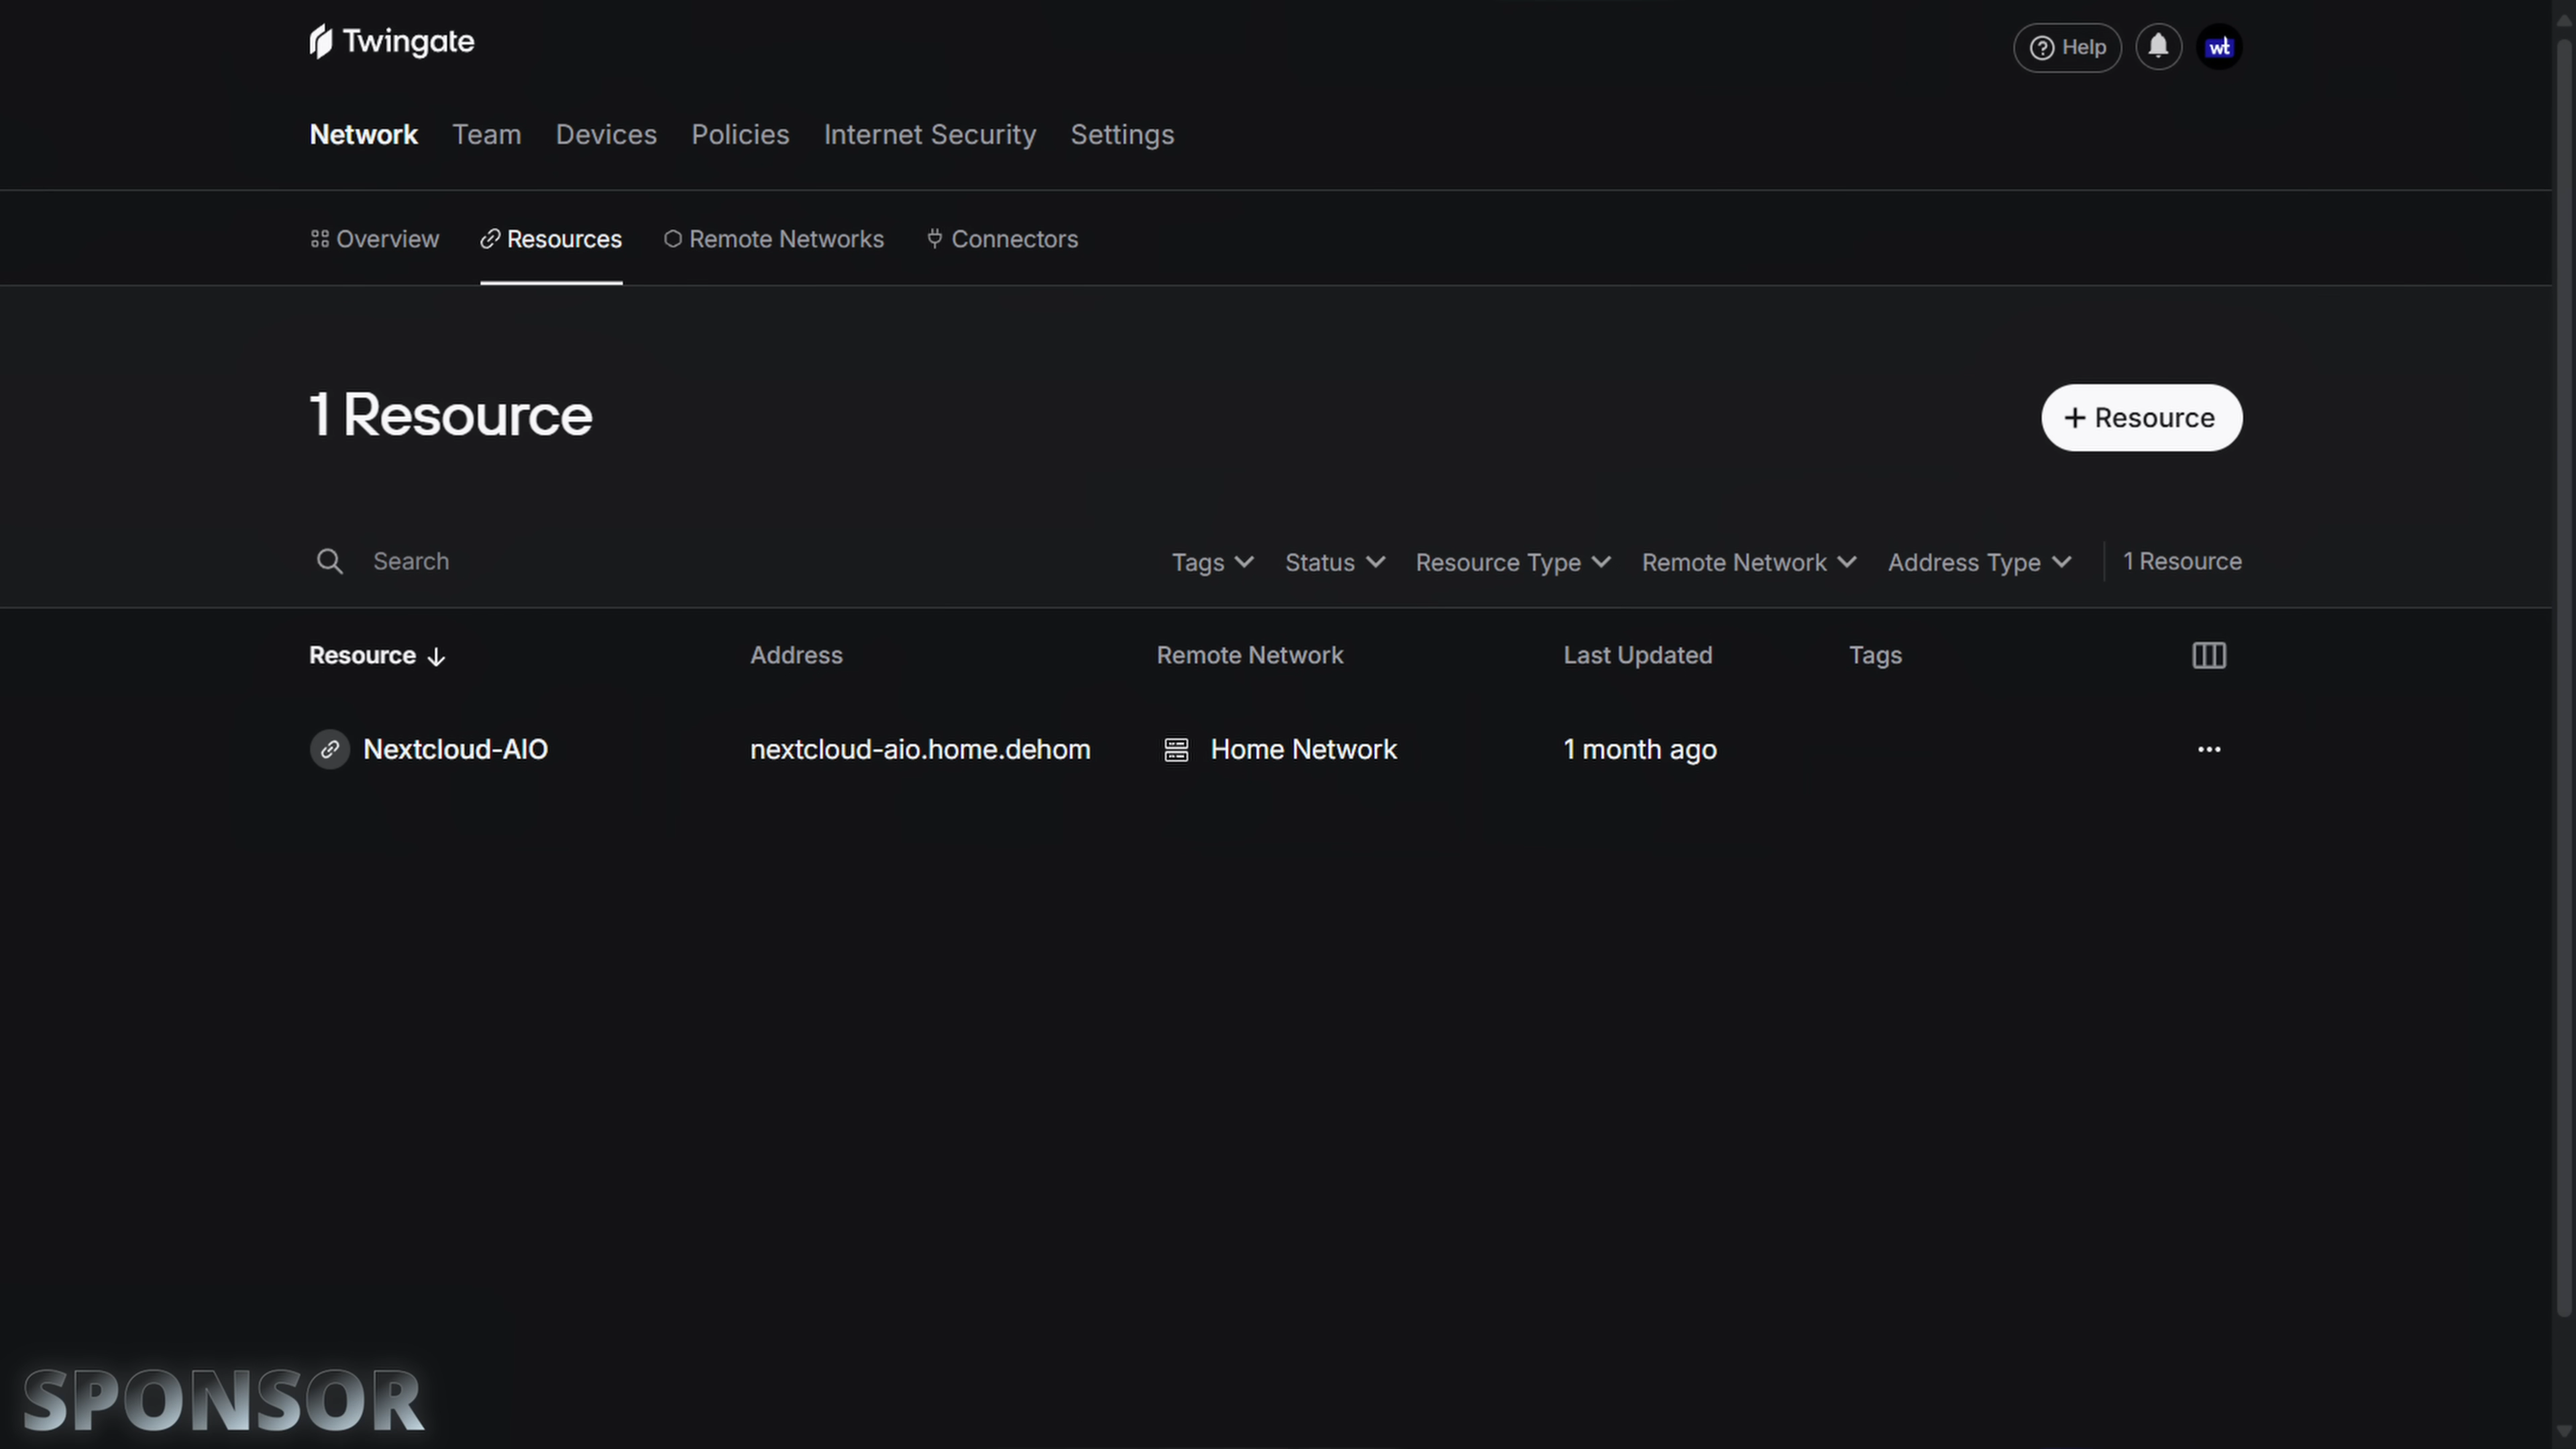 Twingate
Help
wt
Network Team Devices Policies Internet Security Settings
Overview Resources Remote Networks Connectors
1 Resource
+ Resource
Search Tags Status Resource Type Remote Network Address Type 1 Resource
Resource Address Remote Network Last Updated Tags
Nextcloud-AIO nextcloud-aio.home.dehom Home Network 1 month ago
SPONSOR